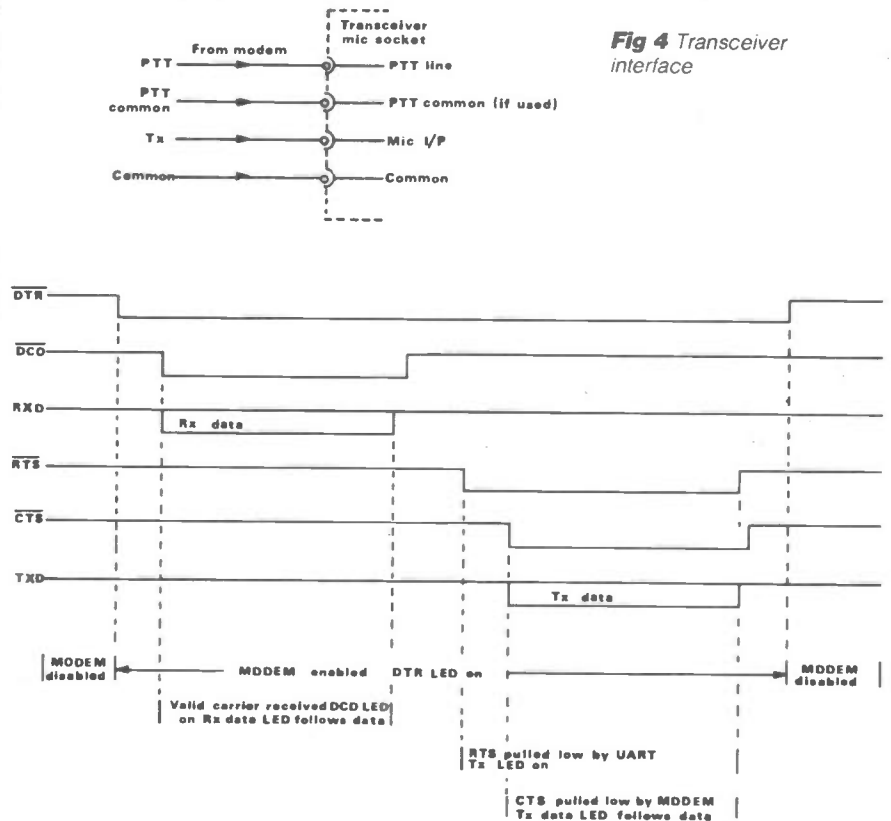 Transceiver
mic socket
From modem
PTT
PTT line
PTT
common
PTT common (if used)
Tx
Mic I/P
Common
Common
Fig 4 Transceiver
interface
DTR
DCD
RXD
Rx data
RTS
CTS
TXD
Tx data
MODEM
disabled
MODEM enabled DTR LED on
MODEM
disabled
Valid carrier received DCD LED
on Rx data LED follows data
RTS pulled low by UART
Tx LED on
CTS pulled low by MODEM
Tx data LED follows data